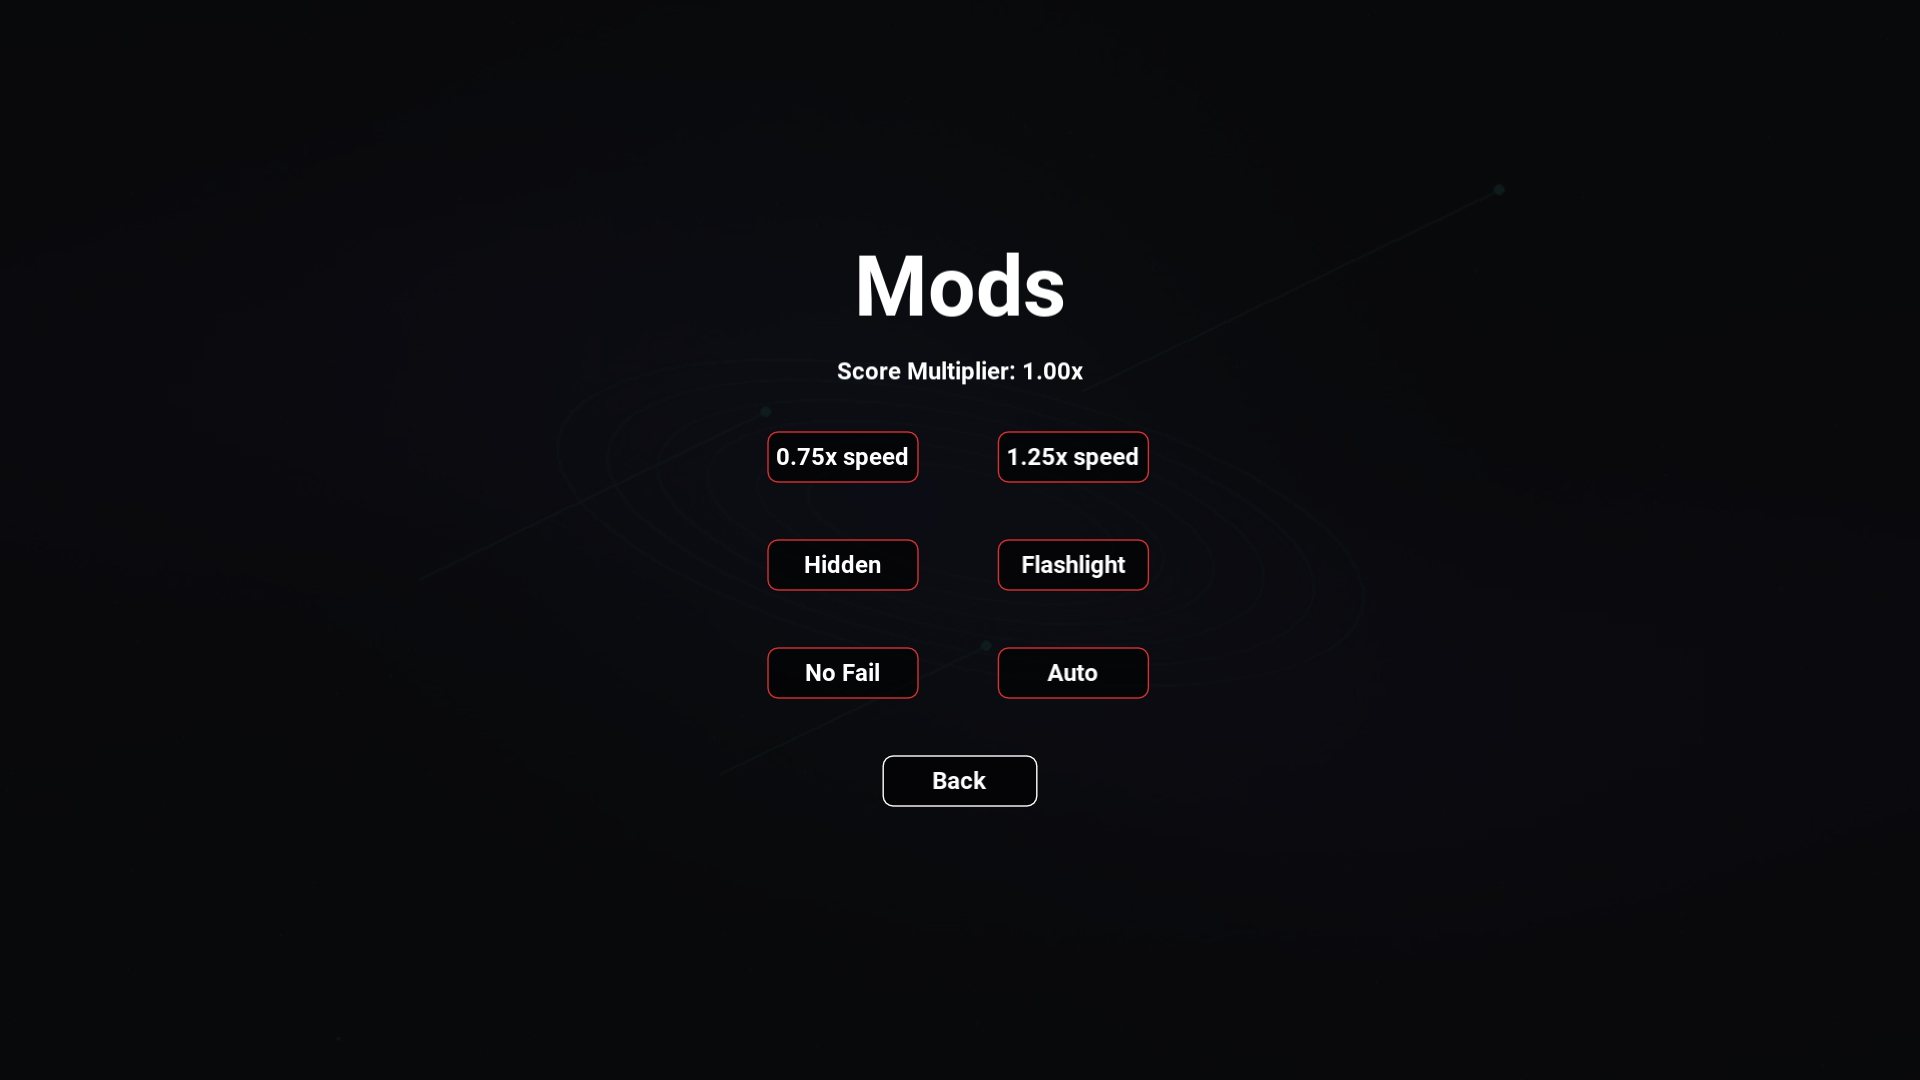 Mods
Score Multiplier: 1.00x
0.75x speed
1.25x speed
Hidden
Flashlight
No Fail
Auto
Back